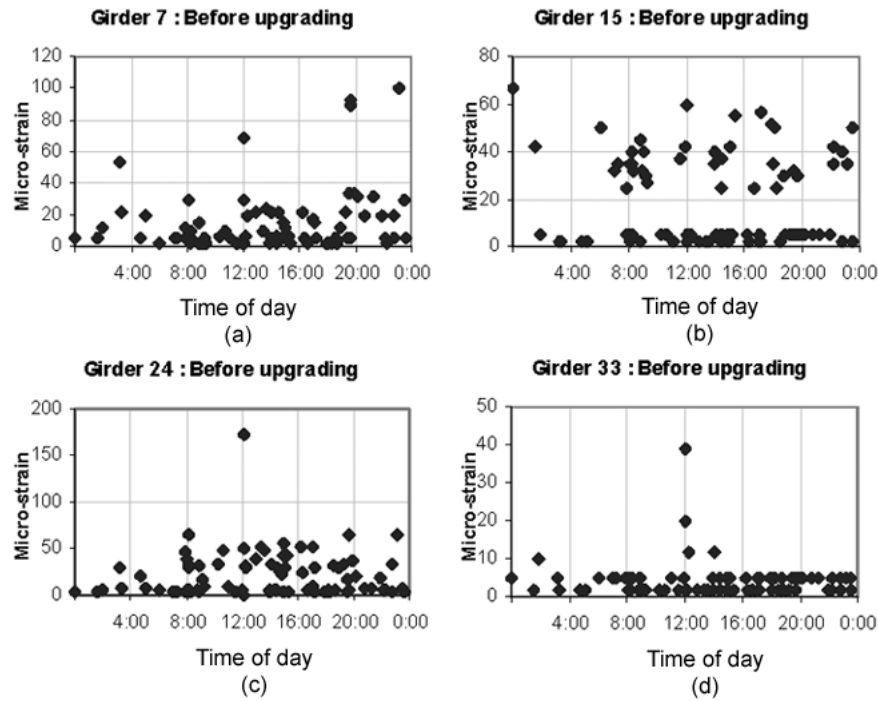 Girder 7 : Before upgrading
120
100
80
60
40
20
0
Micro-strain
4:00 8:00 12:00 16:00 20:00 0:00
Time of day
(a)
Girder 15 : Before upgrading
80
60
40
20
0
Micro-strain
4:00 8:00 12:00 16:00 20:00 0:00
Time of day
(b)
Girder 24 : Before upgrading
200
150
100
50
0
Micro-strain
4:00 8:00 12:00 16:00 20:00 0:00
Time of day
(c)
Girder 33 : Before upgrading
50
40
30
20
10
0
Micro-strain
4:00 8:00 12:00 16:00 20:00 0:00
Time of day
(d)